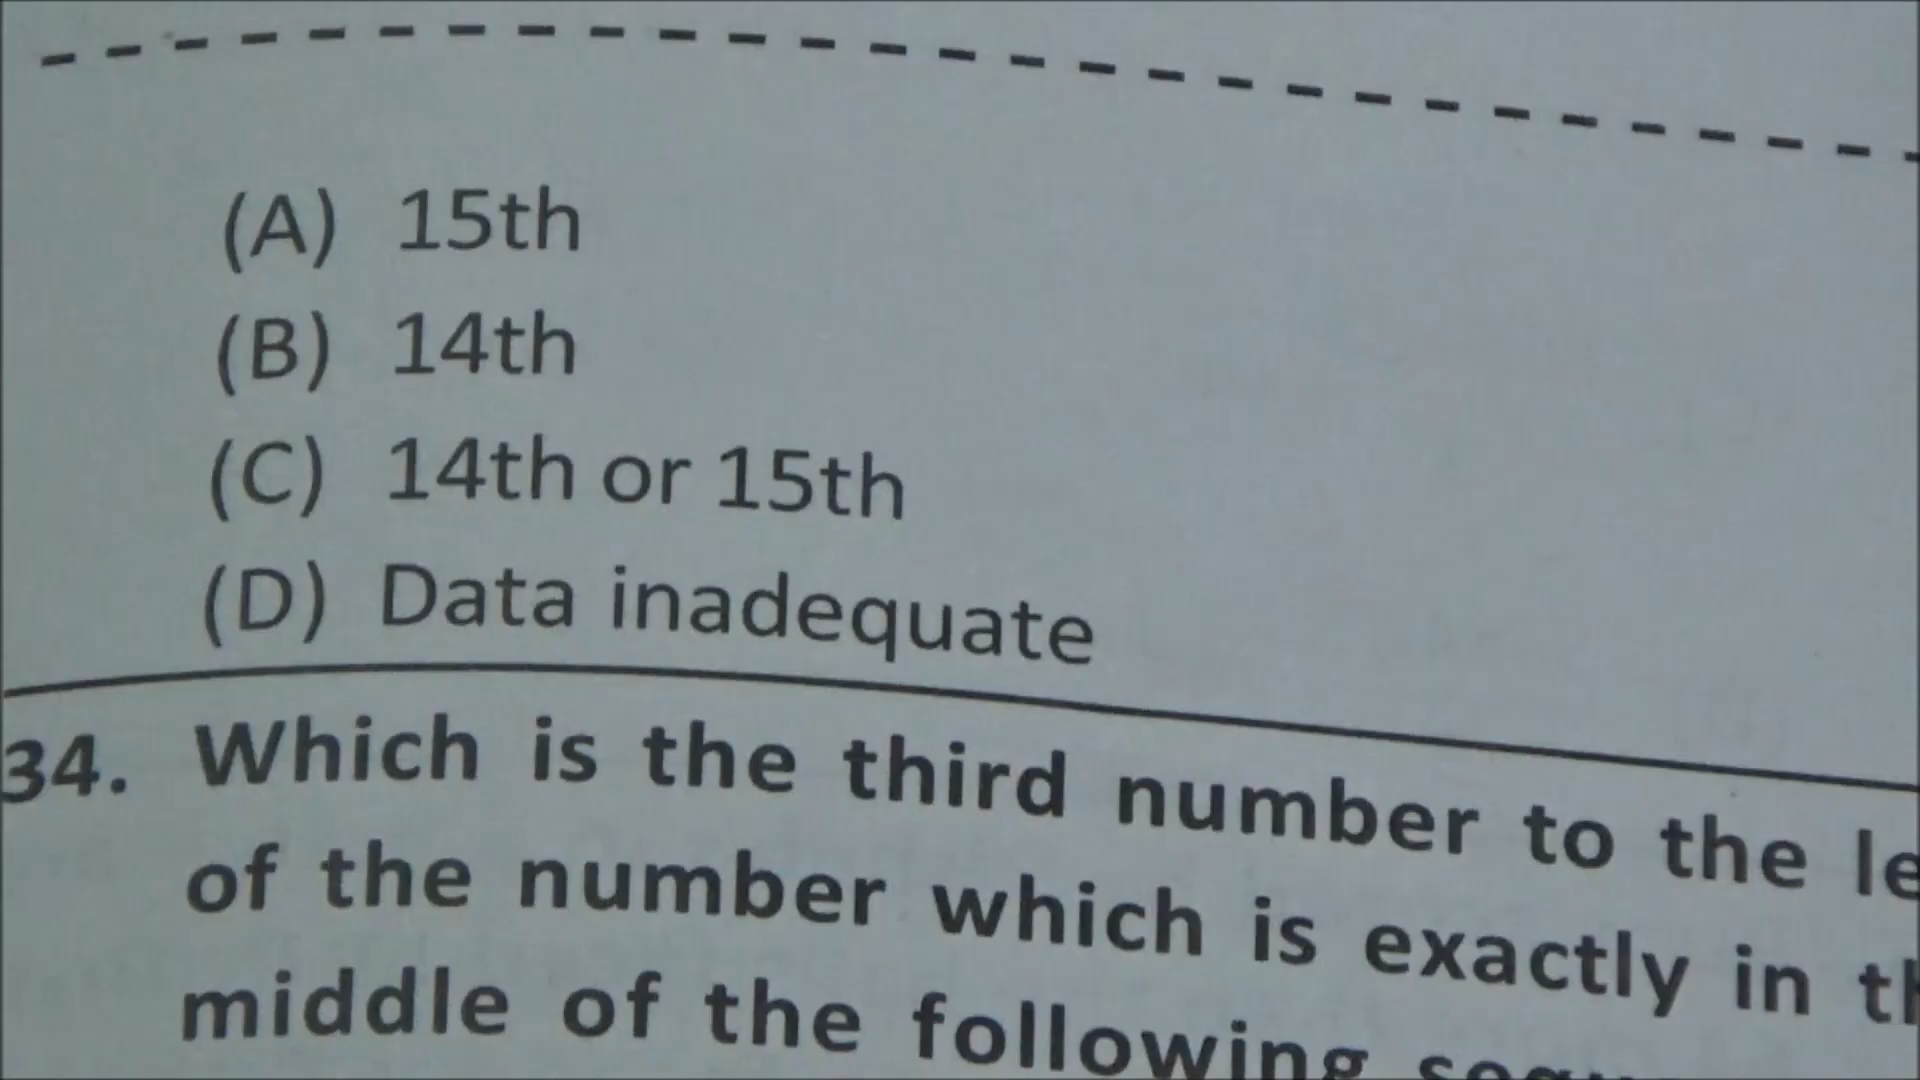 (A) 15th
(B) 14th
(C) 14th or 15th
(D) Data inadequate
34. Which is the third number to the
of the number which is exactly in
middle of the following